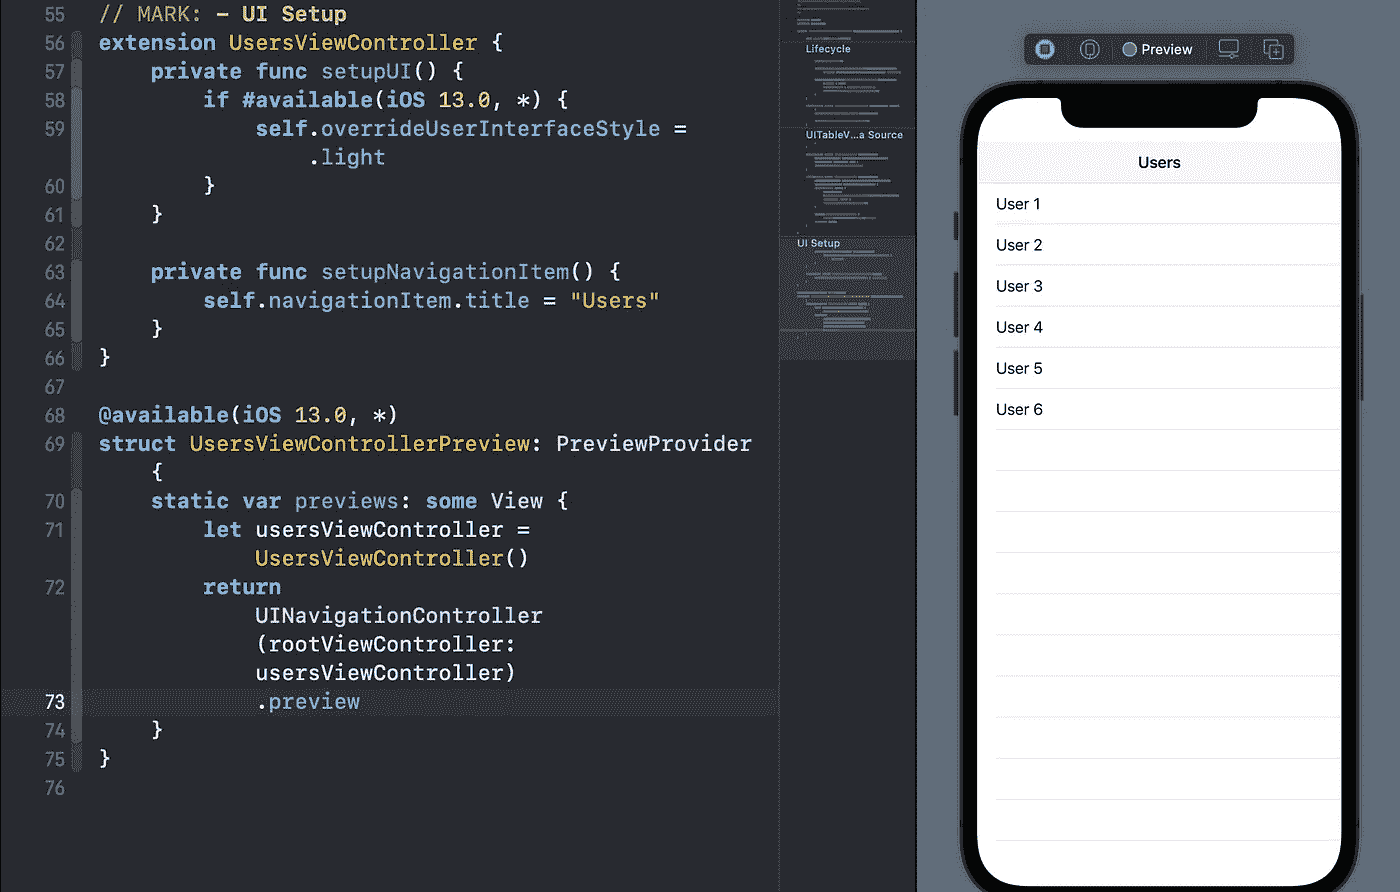 55 // MARK: – UI Setup
56 extension UsersViewController {
57 private func setupUI() {
58 if #available(iOS 13.0, *) {
59 self.overrideUserInterfaceStyle =
.light
60 }
61 }
62
63 private func setupNavigationItem() {
64 self.navigationItem.title = "Users"
65 }
66 }
67
68 @available(iOS 13.0, *)
69 struct UsersViewControllerPreview: PreviewProvider
{
70 static var previews: some View {
71 let usersViewController =
UsersViewController()
72 return
UINavigationController
(rootViewController:
usersViewController)
73 .preview
74 }
75 }
76
Lifecycle
UITableV...a Source
UI Setup
Preview
Users
User 1
User 2
User 3
User 4
User 5
User 6